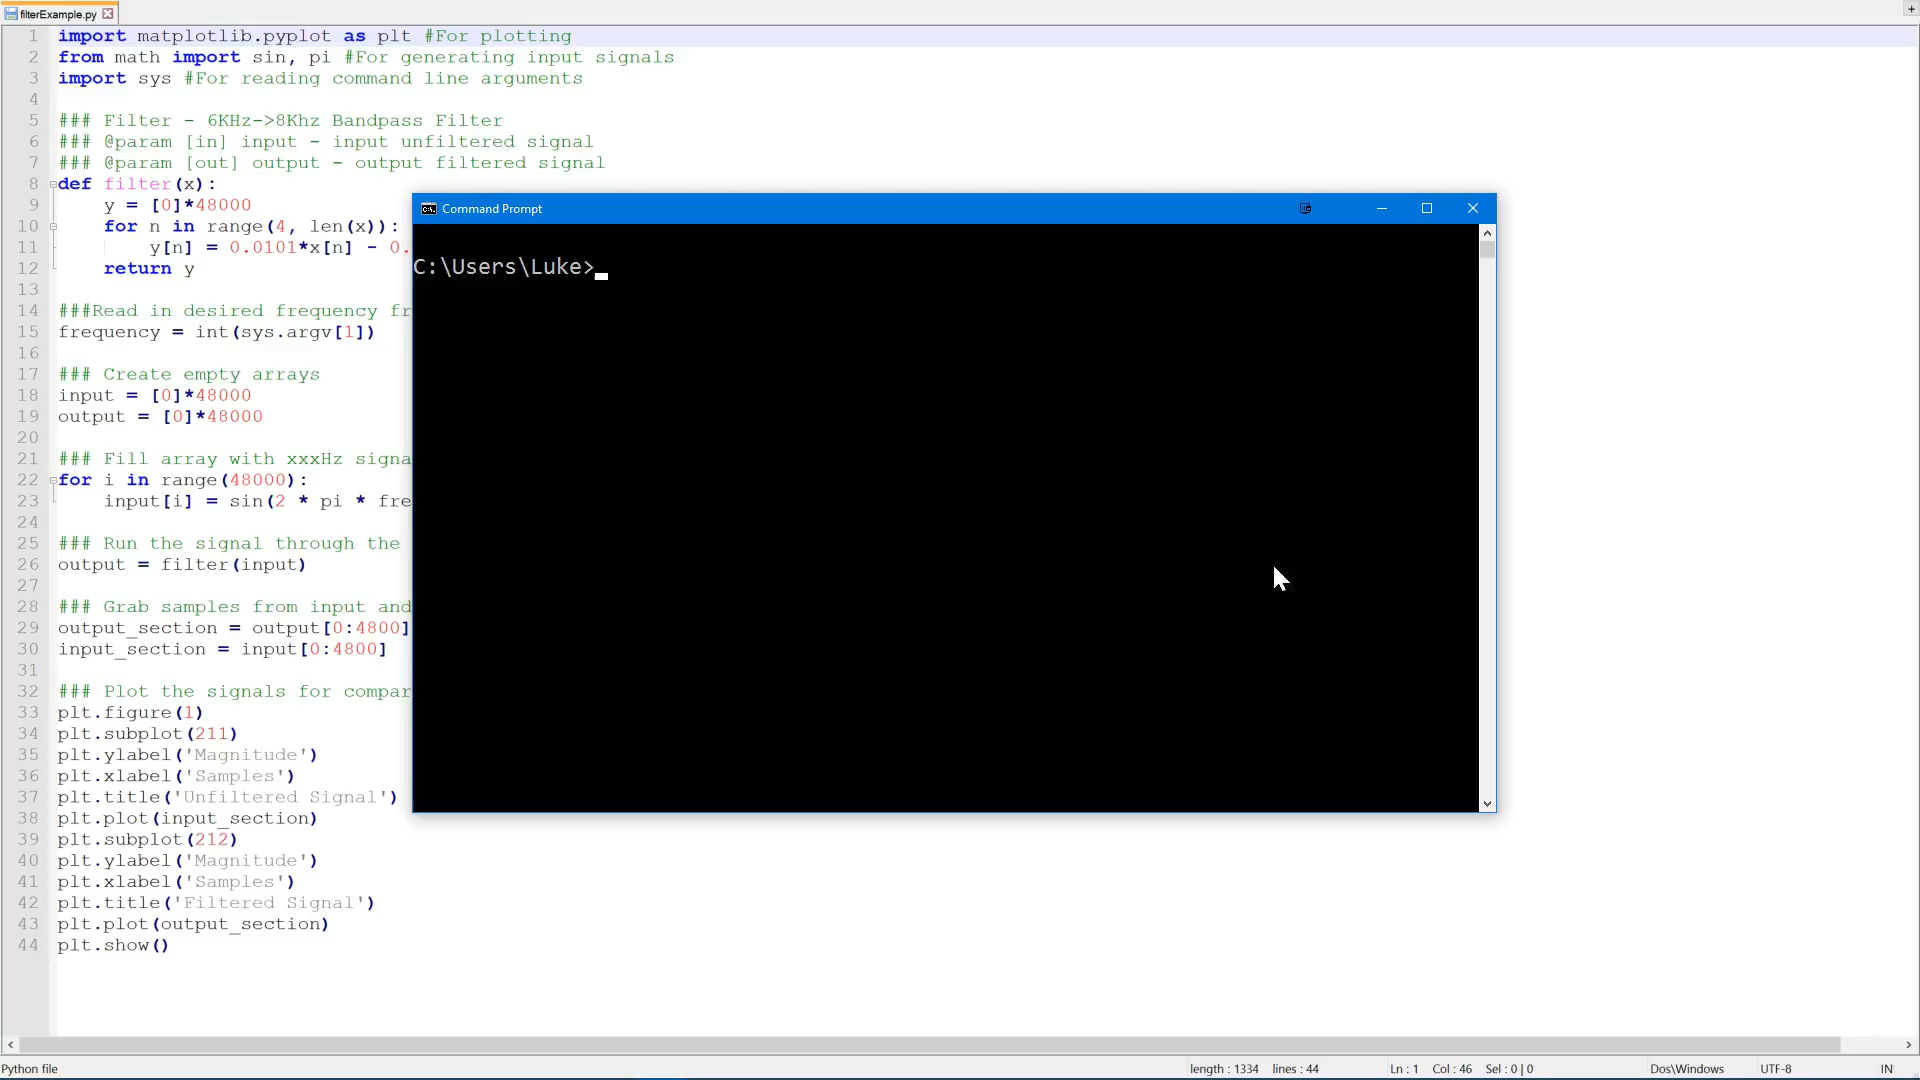 filterExample.py
1 import matplotlib.pyplot as plt #For plotting
2 from math import sin, pi #For generating input signals
3 import sys #For reading command line arguments
4
5 ### Filter - 6KHz->8Khz Bandpass Filter
6 ### @param [in] input - input unfiltered signal
7 ### @param [out] output - output filtered signal
8 def filter(x):
9 y = [0]*48000
10 for n in range(4, len(x)):
11 y[n] = 0.0101*x[n] - 0.
12 return y
13
14 ###Read in desired frequency fr
15 frequency = int(sys.argv[1])
16
17 ### Create empty arrays
18 input = [0]*48000
19 output = [0]*48000
20
21 ### Fill array with xxxHz signa
22 for i in range(48000):
23 input[i] = sin(2 * pi * fre
24
25 ### Run the signal through the
26 output = filter(input)
27
28 ### Grab samples from input and
29 output_section = output[0:4800]
30 input_section = input[0:4800]
31
32 ### Plot the signals for compar
33 plt.figure(1)
34 plt.subplot(211)
35 plt.ylabel('Magnitude')
36 plt.xlabel('Samples')
37 plt.title('Unfiltered Signal')
38 plt.plot(input_section)
39 plt.subplot(212)
40 plt.ylabel('Magnitude')
41 plt.xlabel('Samples')
42 plt.title('Filtered Signal')
43 plt.plot(output_section)
44 plt.show()
Command Prompt
C:\Users\Luke>
Python file length : 1334 lines : 44 Ln : 1 Col : 46 Sel : 0 | 0 Dos\Windows UTF-8 IN